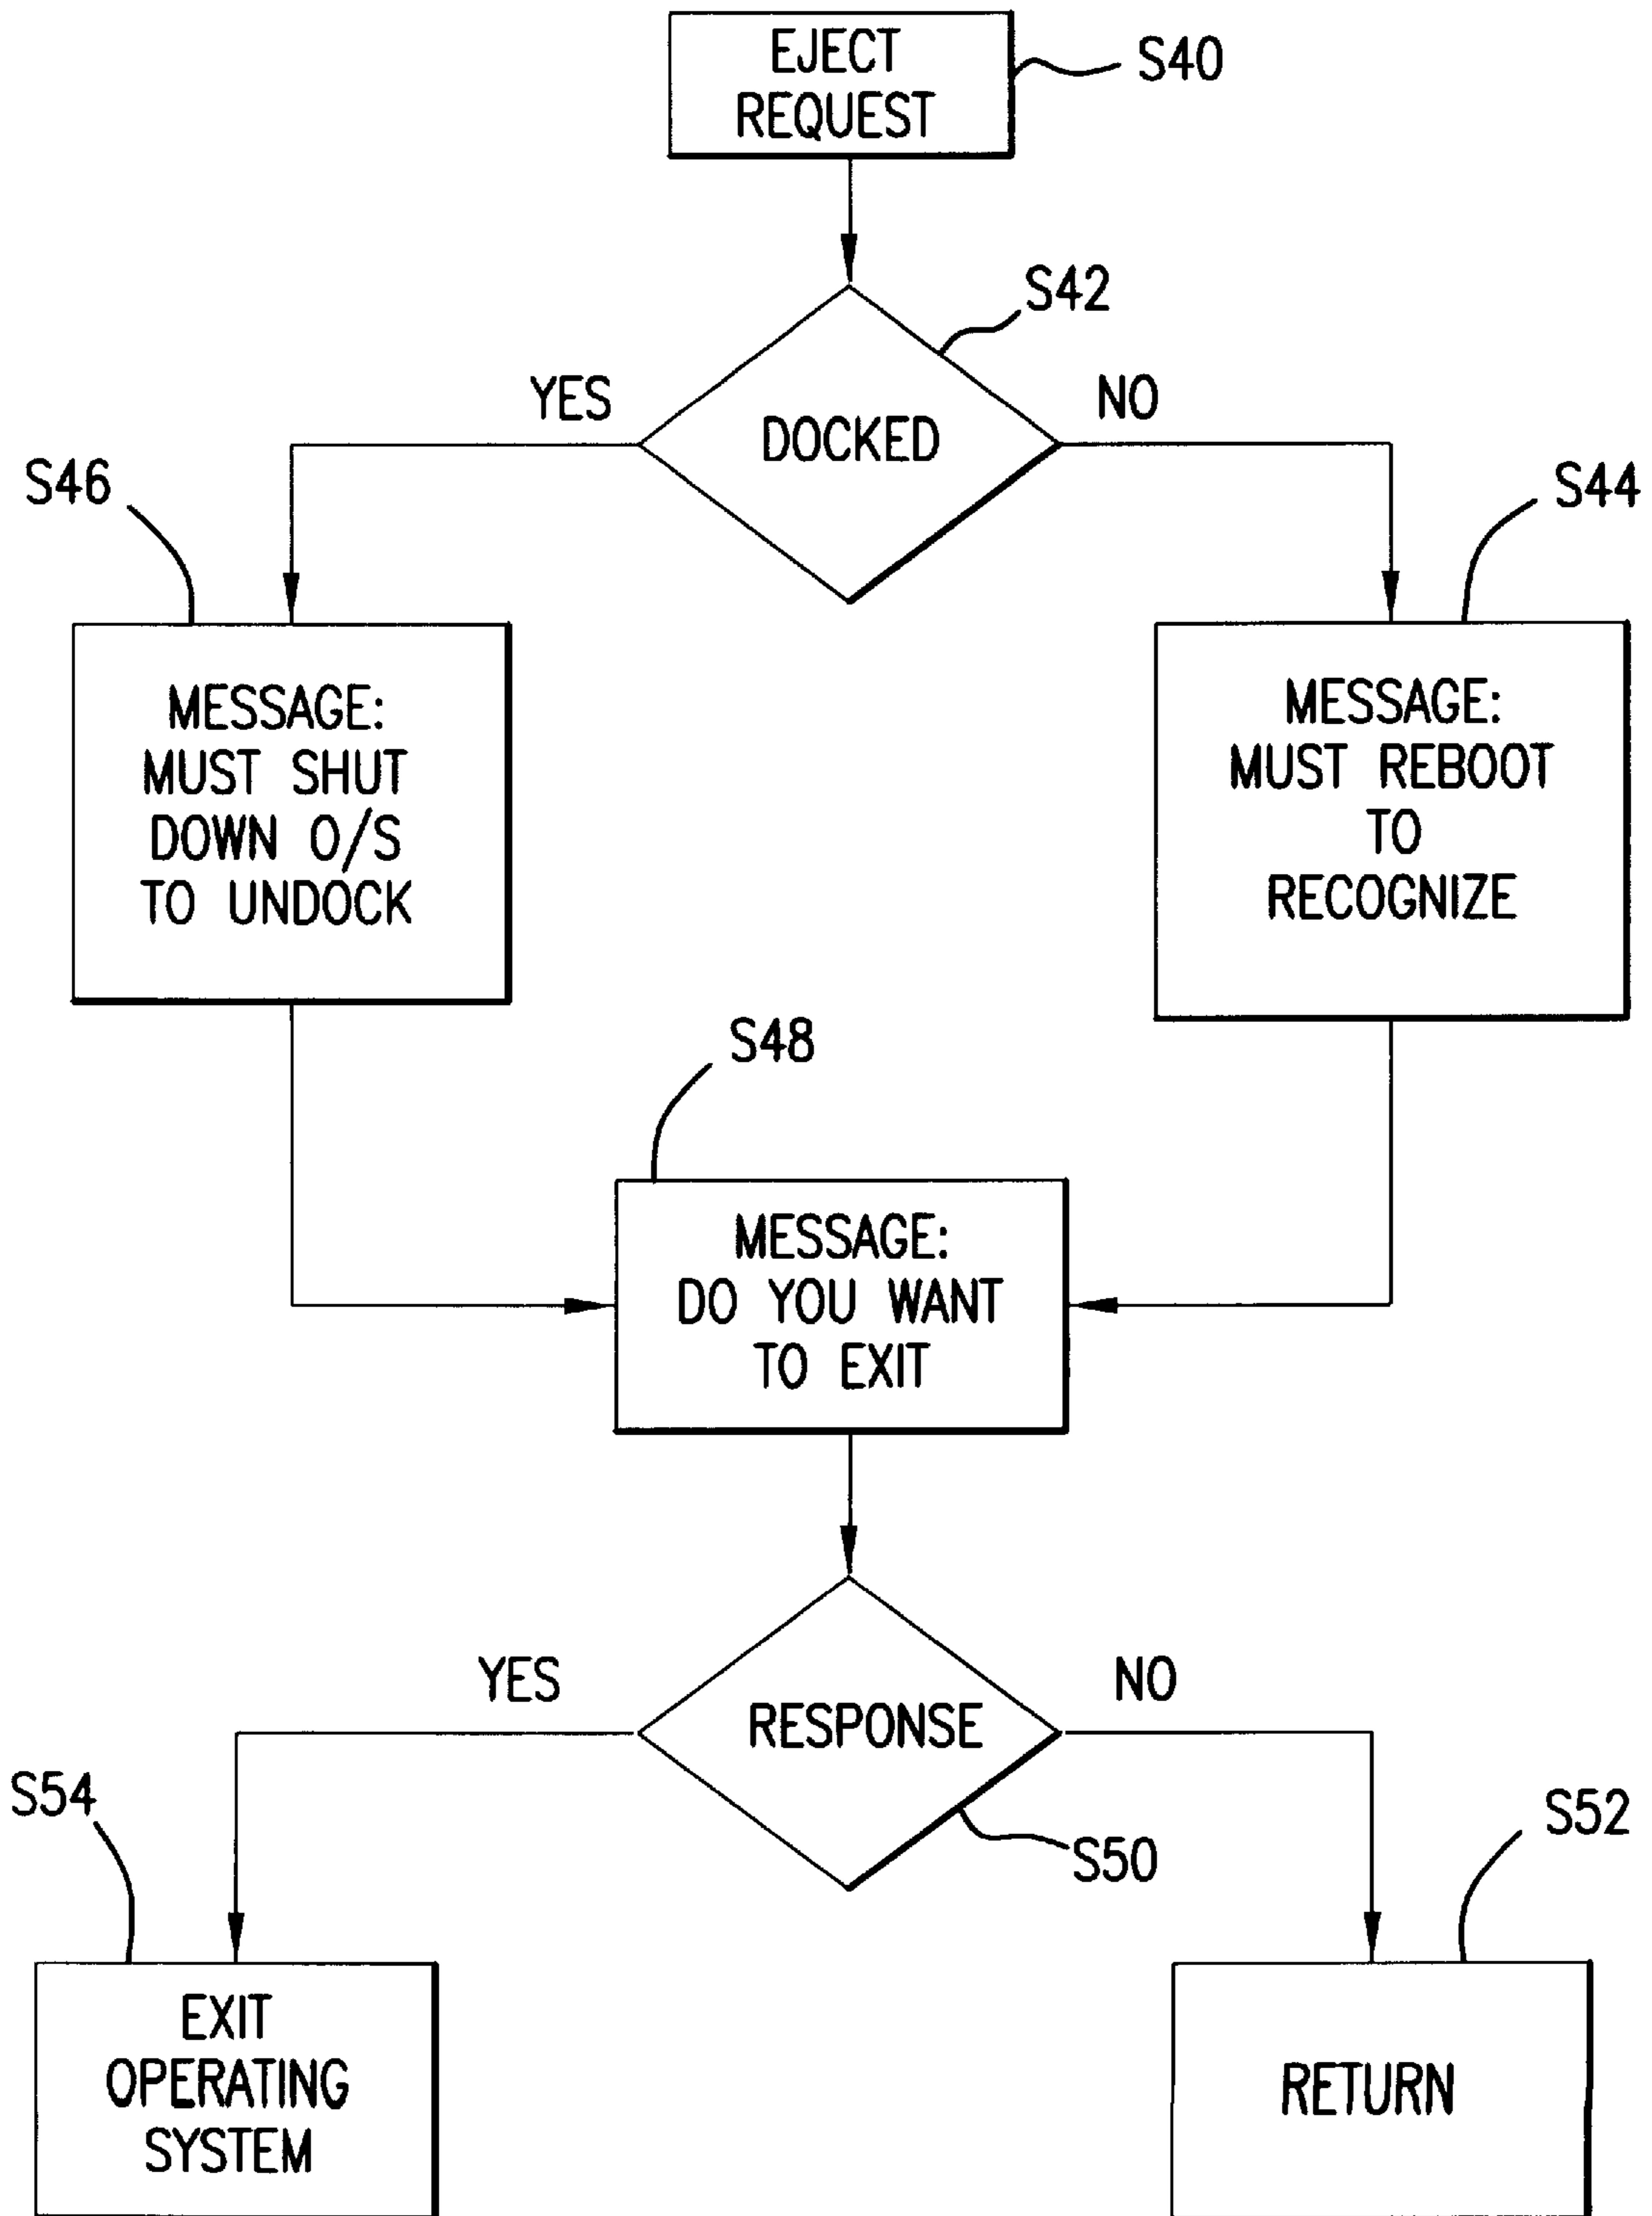 EJECT
REQUEST
S40
S42
YES
DOCKED
NO
S46
S44
MESSAGE:
MUST SHUT
DOWN O/S
TO UNDOCK
MESSAGE:
MUST REBOOT
TO
RECOGNIZE
S48
MESSAGE:
DO YOU WANT
TO EXIT
YES
RESPONSE
NO
S54
S50
S52
EXIT
OPERATING
SYSTEM
RETURN